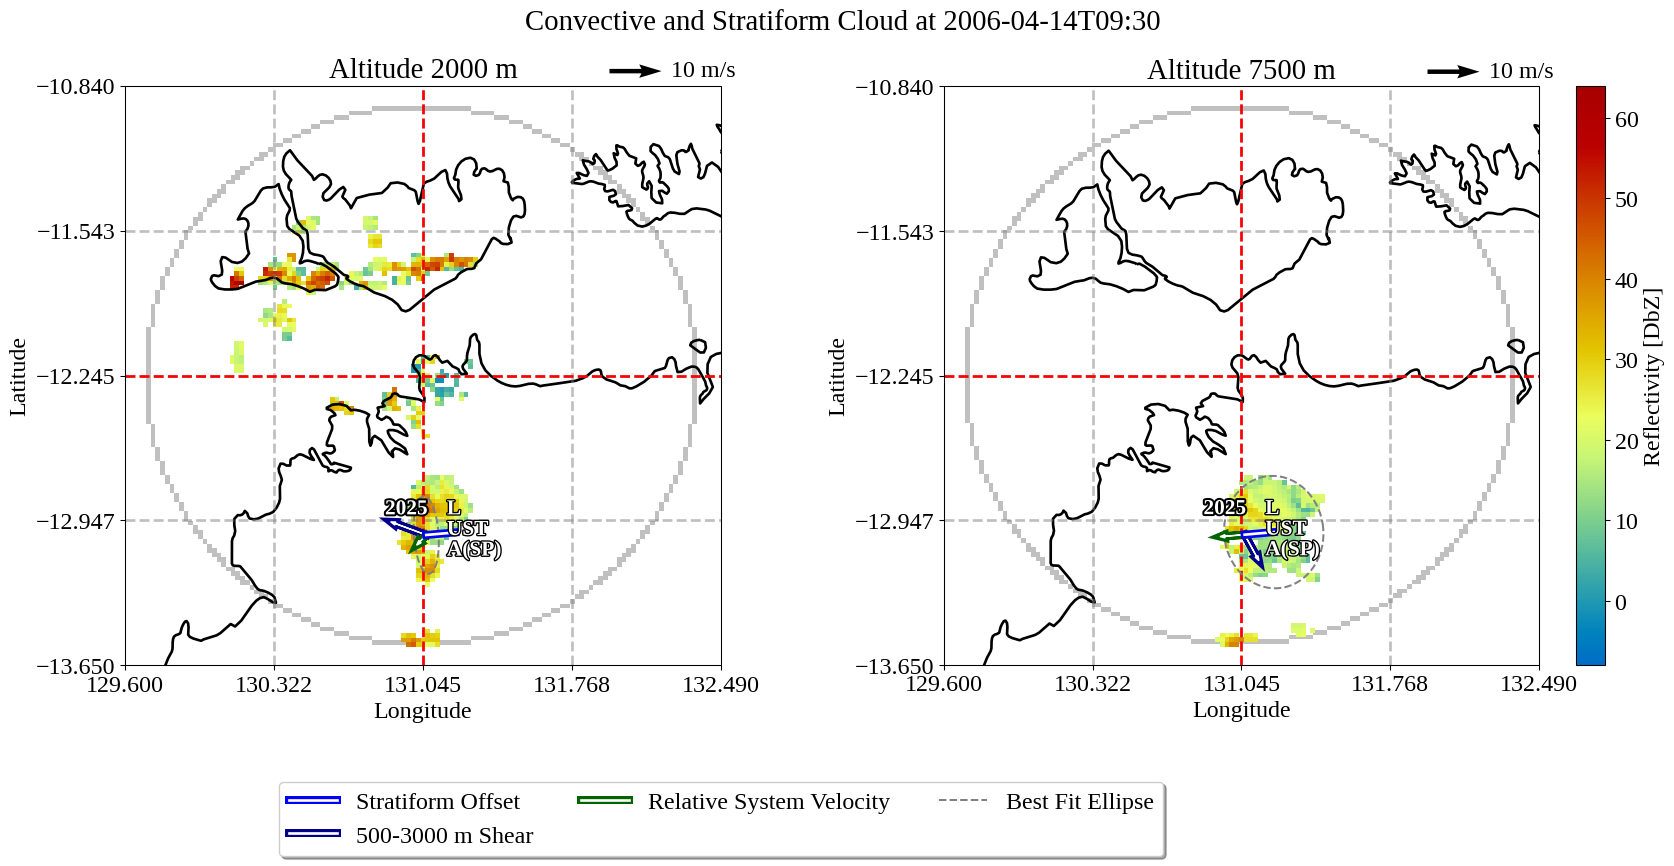 Convective and Stratiform Cloud at 2006-04-14T09:30
Altitude 2000 m
10 m/s
−10.840
−11.543
−12.245
−12.947
−13.650
Latitude
129.600
130.322
131.045
131.768
132.490
Longitude
2025
L
UST
A(SP)
Altitude 7500 m
10 m/s
−10.840
−11.543
−12.245
−12.947
−13.650
Latitude
129.600
130.322
131.045
131.768
132.490
Longitude
2025
L
UST
A(SP)
60
50
40
30
20
10
0
Reflectivity [DbZ]
Stratiform Offset
500-3000 m Shear
Relative System Velocity
Best Fit Ellipse